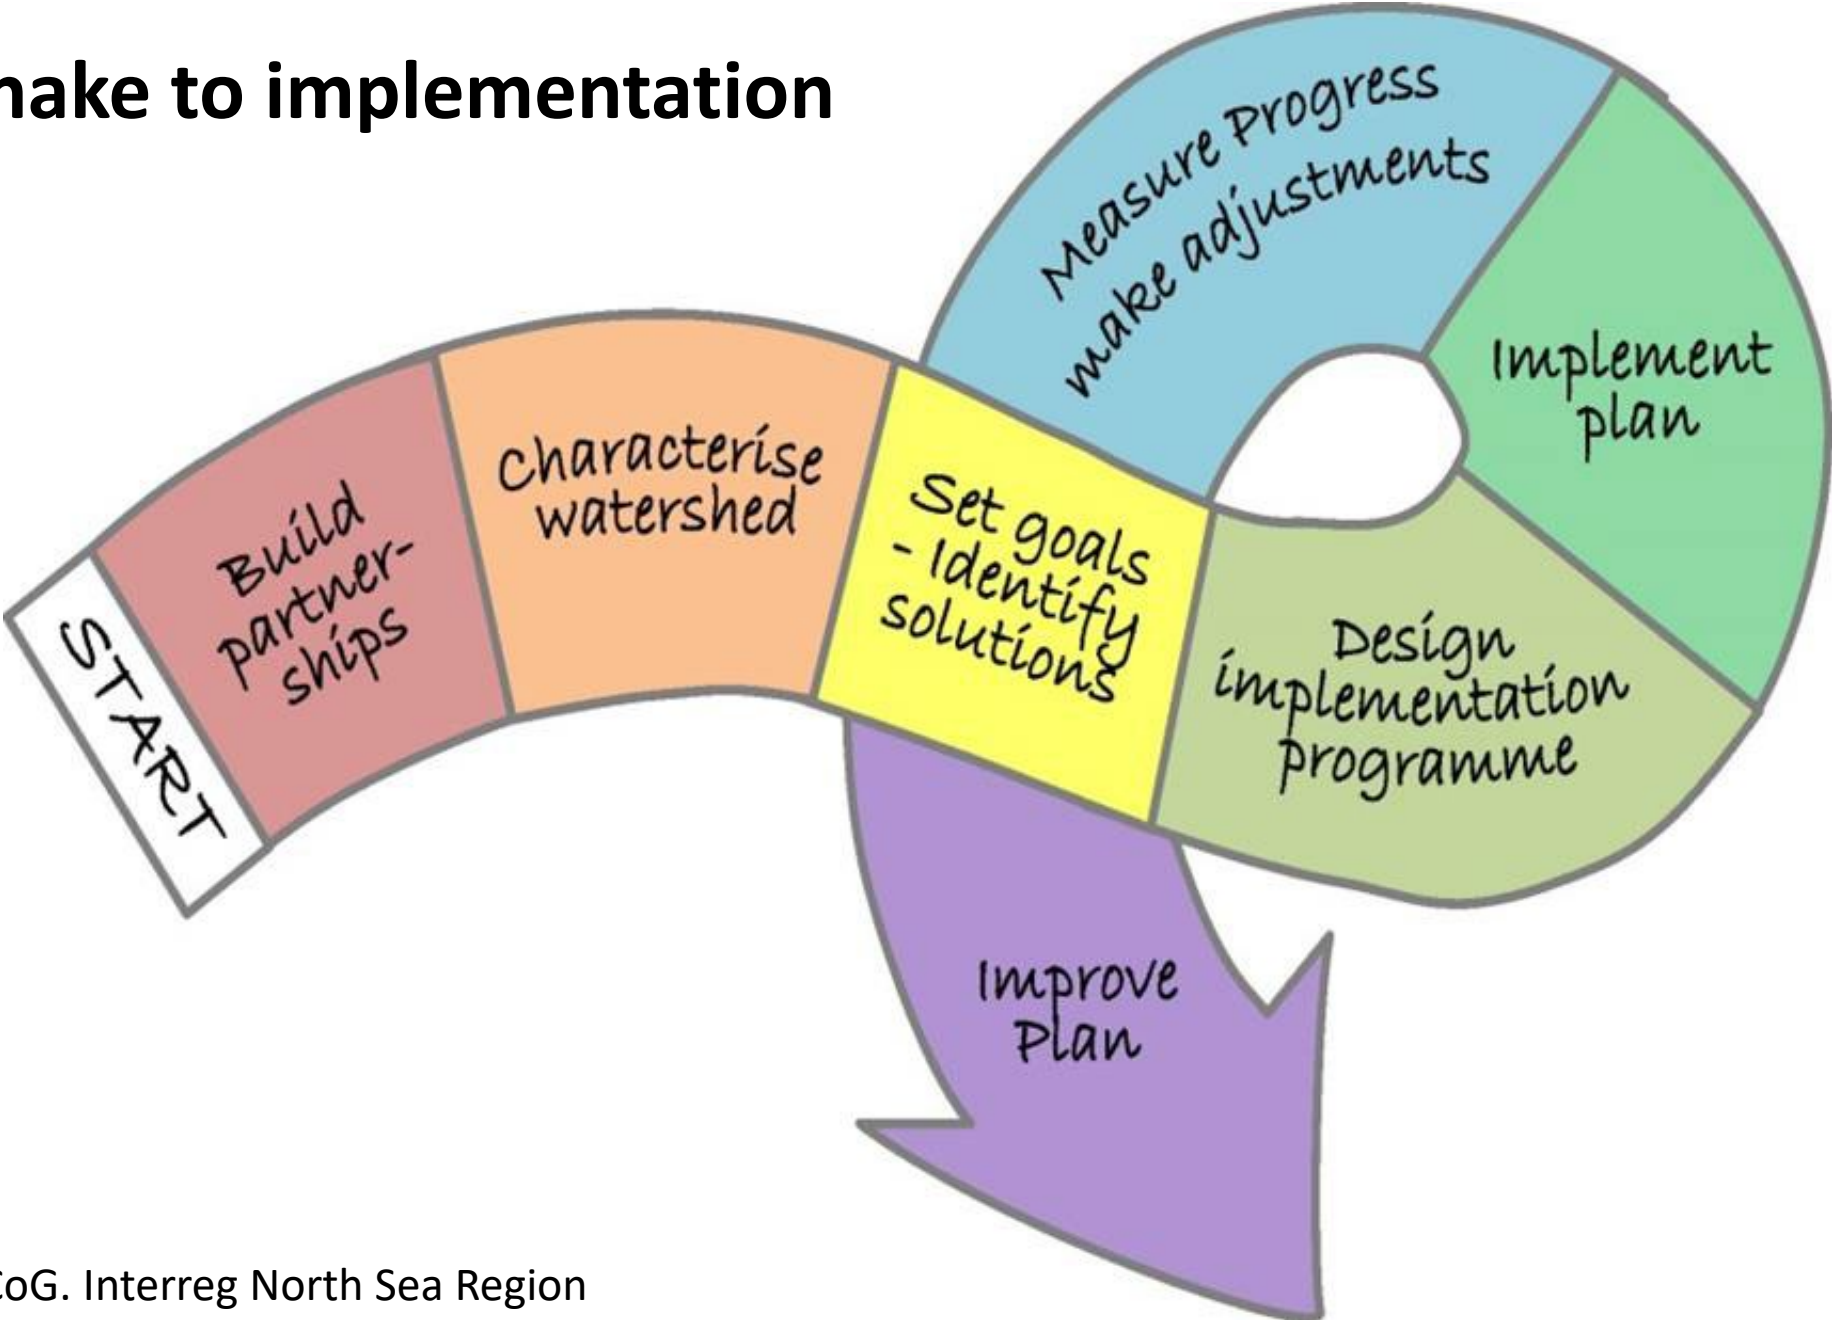 nake to implementation
START
Build
partner-
ships
Characterise
watershed
Set goals
- Identify
solutions
Design
implementation
programme
Implement
plan
Measure Progress
make adjustments
Improve
Plan
CoG. Interreg North Sea Region